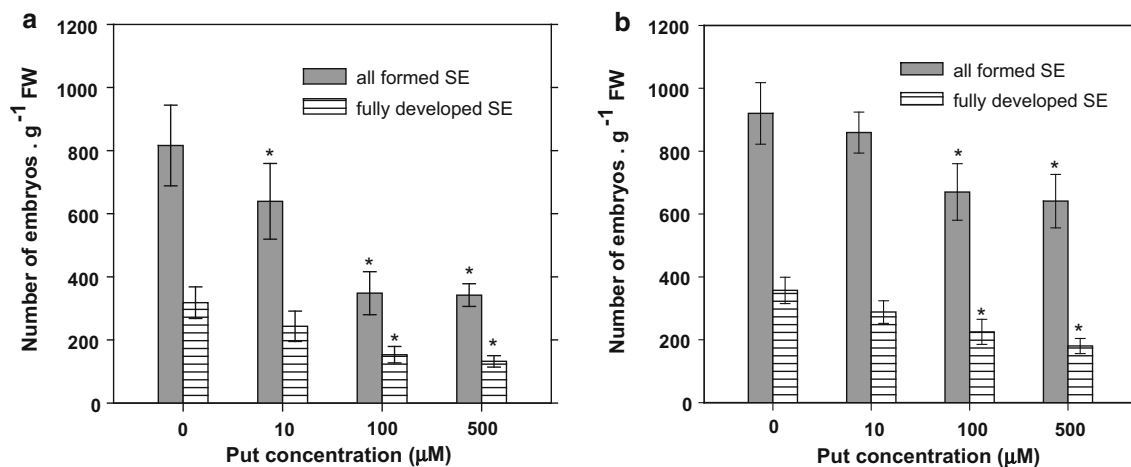 a
Number of embryos . g⁻¹ FW
1200
1000
800
600
400
200
0
all formed SE
fully developed SE
*
*
*
*
*
0 10 100 500
Put concentration (µM)
b
Number of embryos . g⁻¹ FW
1200
1000
800
600
400
200
0
all formed SE
fully developed SE
*
*
*
*
0 10 100 500
Put concentration (µM)